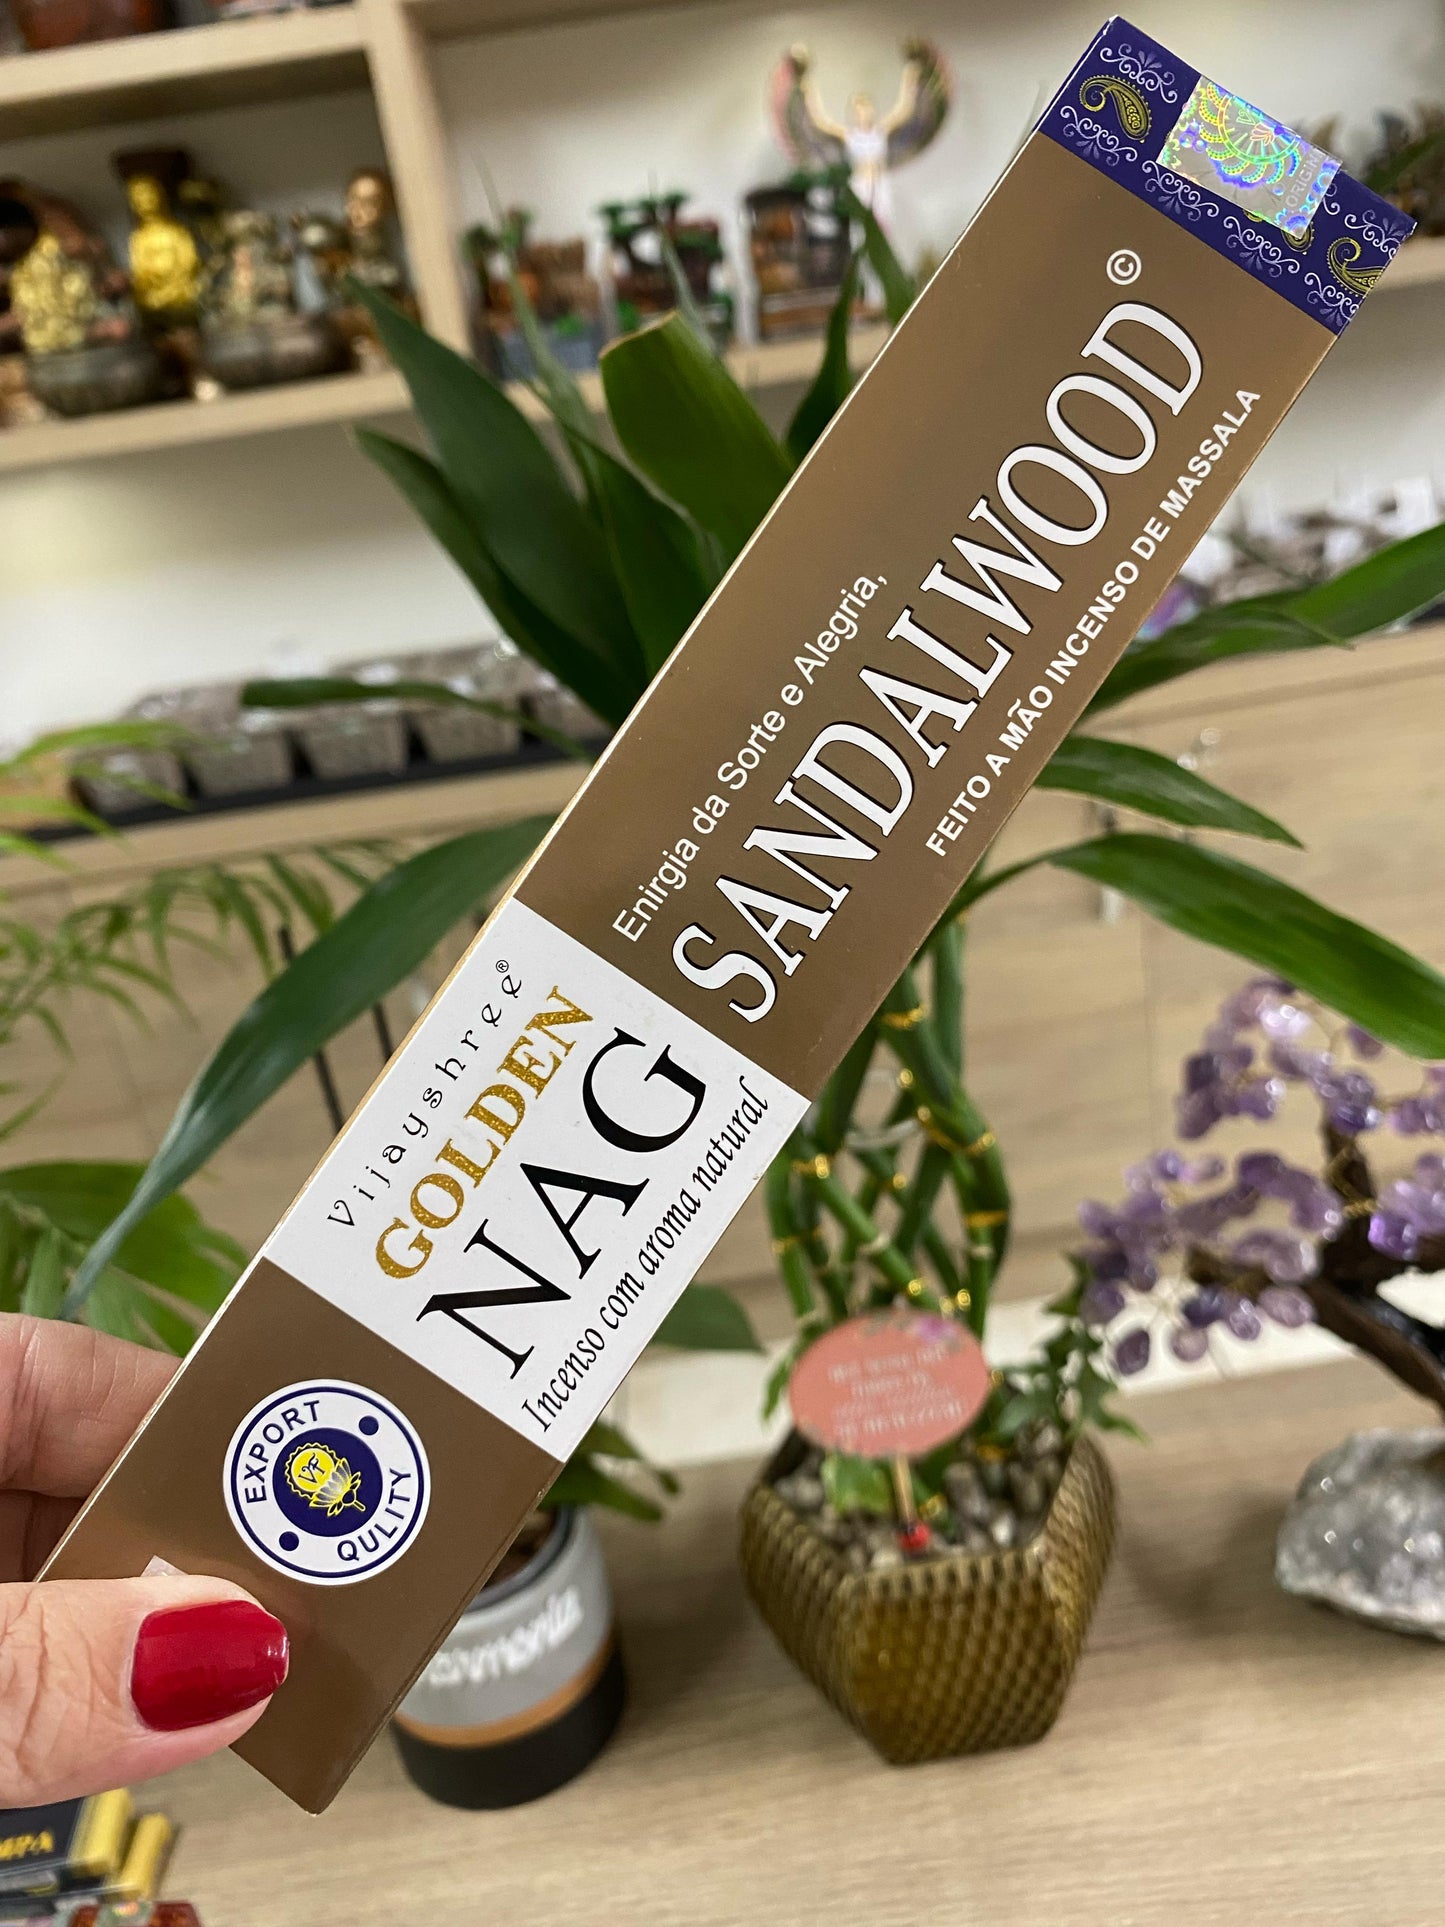 Vijayshree®
GOLDEN
NAG
Incenso com aroma natural
Enirgia da Sorte e Alegria,
SANDALWOOD©
FEITO A MÃO INCENSO DE MASSALA
EXPORT
VF
QULITY